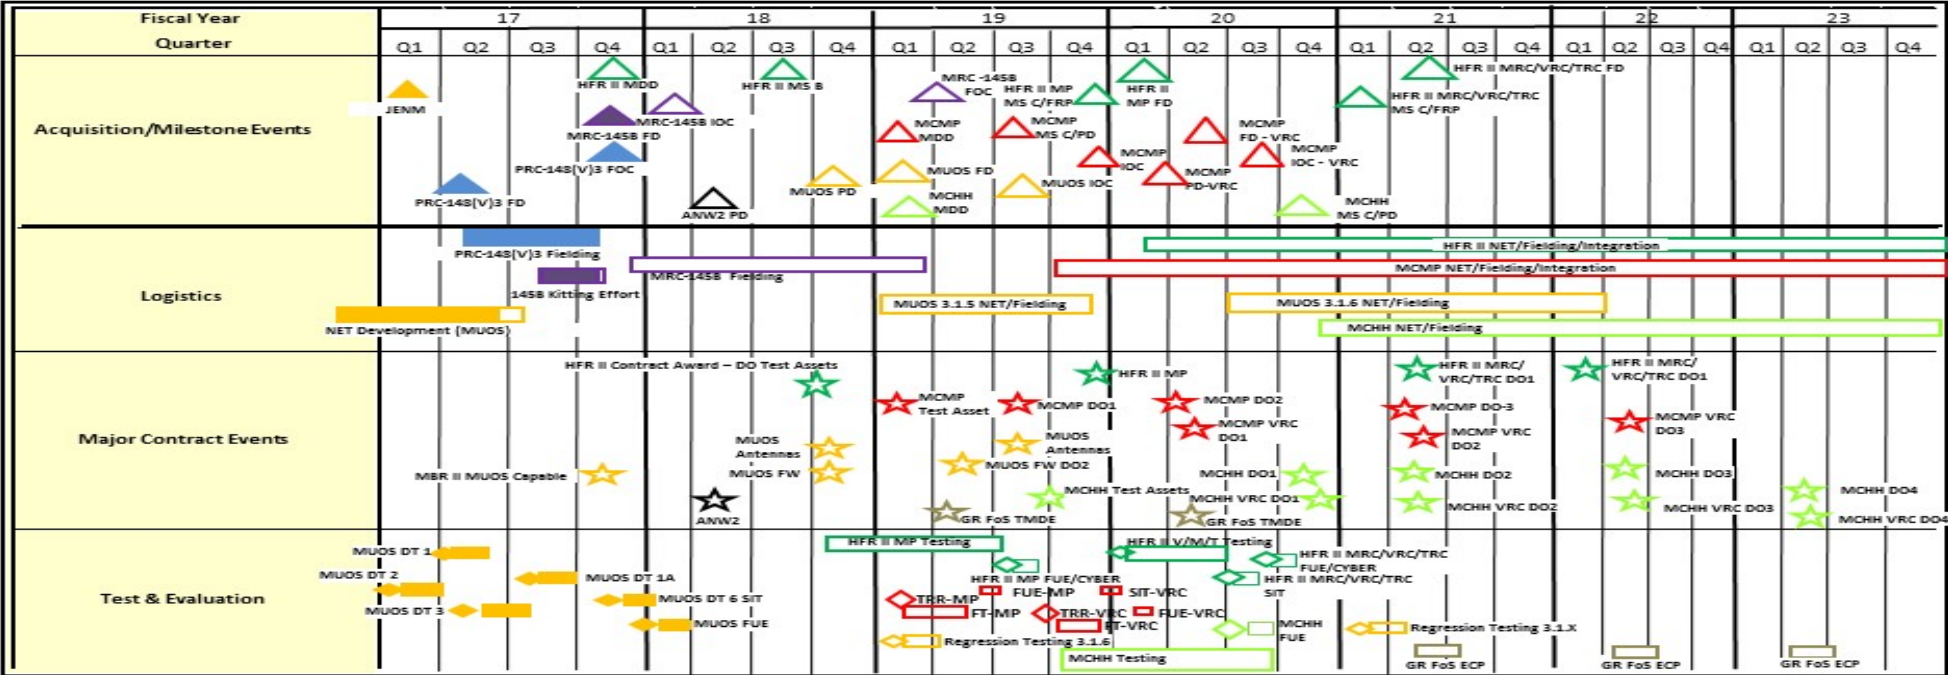 Fiscal Year 17 18 19 20 21 22 23
Quarter Q1 Q2 Q3 Q4 Q1 Q2 Q3 Q4 Q1 Q2 Q3 Q4 Q1 Q2 Q3 Q4 Q1 Q2 Q3 Q4 Q1 Q2 Q3 Q4 Q1 Q2 Q3 Q4
Acquisition/Milestone Events
JENM
HFR II MDD
MRC-145B FD
MRC-145B IOC
PRC-148(V)3 FOC
PRC-148(V)3 FD
HFR II MS B
ANW2 PD
MUOS PD
MRC -145B
FOC
HFR II MP
MS C/FRP
HFR II
MP FD
MCMP
MDD
MCMP
MS C/PD
MCMP
IOC
MCMP
PD-VRC
MCMP
FD - VRC
MCMP
IOC - VRC
MUOS FD
MUOS IOC
MCHH
MDD
MCHH
MS C/PD
HFR II MRC/VRC/TRC FD
HFR II MRC/VRC/TRC
MS C/FRP
Logistics
PRC-148(V)3 Fielding
145B Kitting Effort
MRC-145B Fielding
NET Development (MUOS)
MUOS 3.1.5 NET/Fielding
HFR II NET/Fielding/Integration
MCMP NET/Fielding/Integration
MUOS 3.1.6 NET/Fielding
MCHH NET/Fielding
Major Contract Events
HFR II Contract Award – DO Test Assets
HFR II MP
HFR II MRC/
VRC/TRC DO1
HFR II MRC/
VRC/TRC DO1
MCMP
Test Asset
MCMP DO1
MCMP DO2
MCMP VRC
DO1
MCMP DO-3
MCMP VRC
DO2
MCMP VRC
DO3
MUOS
Antennas
MUOS FW
MUOS
Antennas
MUOS FW DO2
MBR II MUOS Capable
ANW2
MCHH Test Assets
GR FoS TMDE
MCHH DO1
MCHH VRC DO1
GR FoS TMDE
MCHH DO2
MCHH VRC DO2
MCHH DO3
MCHH VRC DO3
MCHH DO4
MCHH VRC DO4
Test & Evaluation
MUOS DT 1
MUOS DT 2
MUOS DT 3
MUOS DT 1A
MUOS DT 6 SIT
MUOS FUE
HFR II MP Testing
HFR II MP FUE/CYBER
HFR II V/M/T Testing
HFR II MRC/VRC/TRC
FUE/CYBER
HFR II MRC/VRC/TRC
SIT
FUE-MP
SIT-VRC
TRR-MP
FT-MP
TRR-VRC
FUE-VRC
FT-VRC
Regression Testing 3.1.6
MCHH Testing
MCHH
FUE
Regression Testing 3.1.X
GR FoS ECP
GR FoS ECP
GR FoS ECP